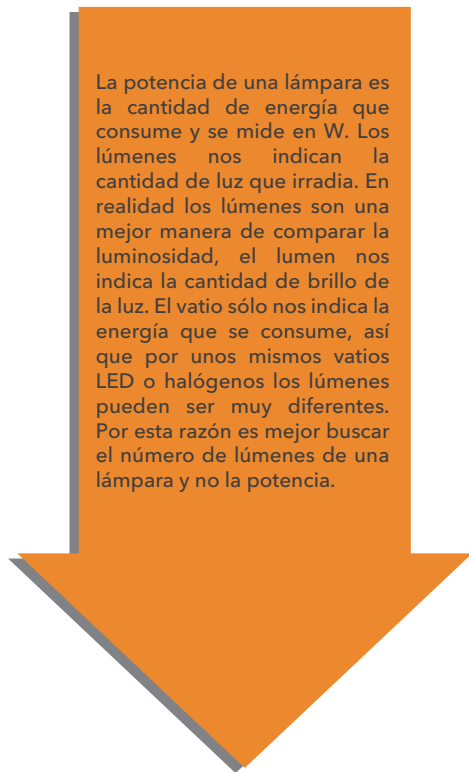 La potencia de una lámpara es
la cantidad de energía que
consume y se mide en W. Los
lúmenes nos indican la
cantidad de luz que irradia. En
realidad los lúmenes son una
mejor manera de comparar la
luminosidad, el lumen nos
indica la cantidad de brillo de
la luz. El vatio sólo nos indica la
energía que se consume, así
que por unos mismos vatios
LED o halógenos los lúmenes
pueden ser muy diferentes.
Por esta razón es mejor buscar
el número de lúmenes de una
lámpara y no la potencia.